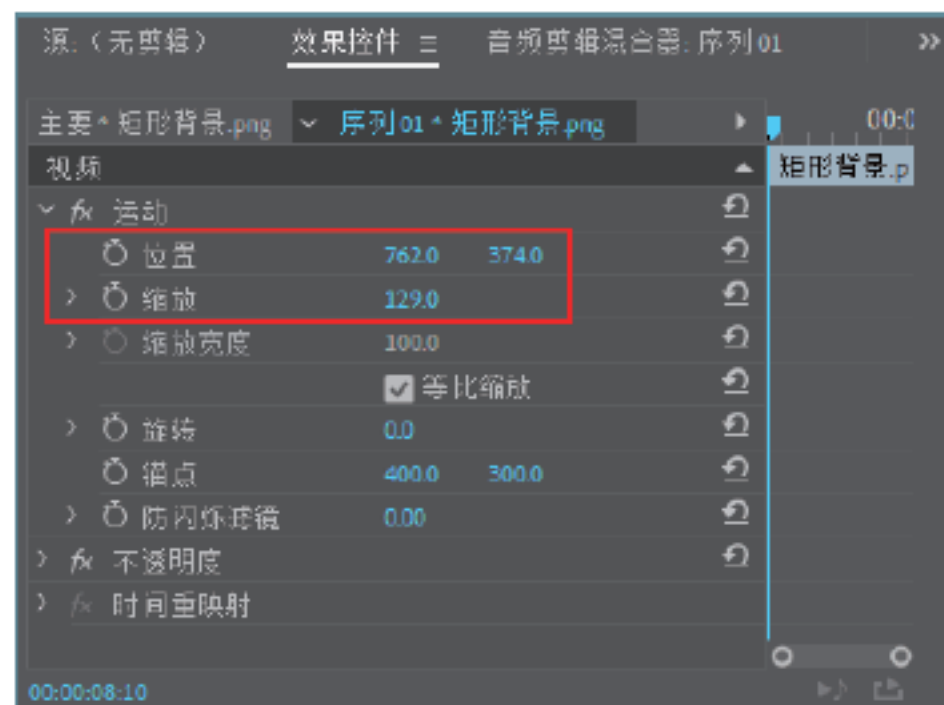 源:（无剪辑） 效果控件 音频剪辑混合器: 序列 01
主要 * 矩形背景.png 序列 01 * 矩形背景.png 00:0
视频 矩形背景.p
fx 运动
位置 762.0 374.0
缩放 129.0
缩放宽度 100.0
等比缩放
旋转 0.0
锚点 400.0 300.0
防闪烁滤镜 0.00
fx 不透明度
fx 时间重映射
00:00:08:10